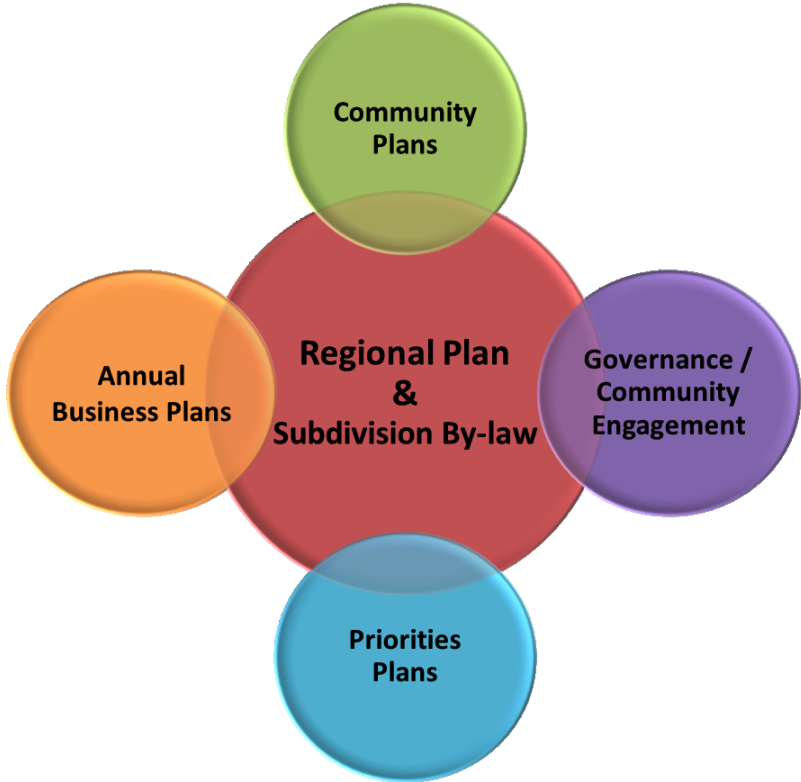 Community
Plans
Annual
Business Plans
Regional Plan
&
Subdivision By-law
Governance /
Community
Engagement
Priorities
Plans